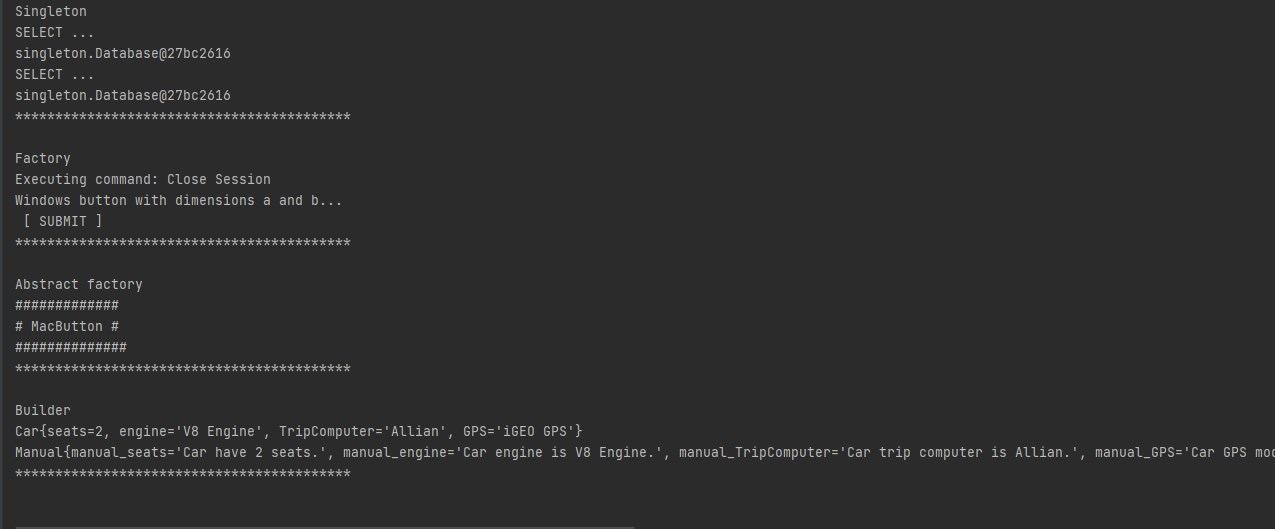 Singleton
SELECT ...
singleton.Database@27bc2616
SELECT ...
singleton.Database@27bc2616
******************************************
Factory
Executing command: Close Session
Windows button with dimensions a and b...
[ SUBMIT ]
******************************************
Abstract factory
#############
# MacButton #
##############
******************************************
Builder
Car{seats=2, engine='V8 Engine', TripComputer='Allian', GPS='iGEO GPS'}
Manual{manual_seats='Car have 2 seats.', manual_engine='Car engine is V8 Engine.', manual_TripComputer='Car trip computer is Allian.', manual_GPS='Car GPS
******************************************